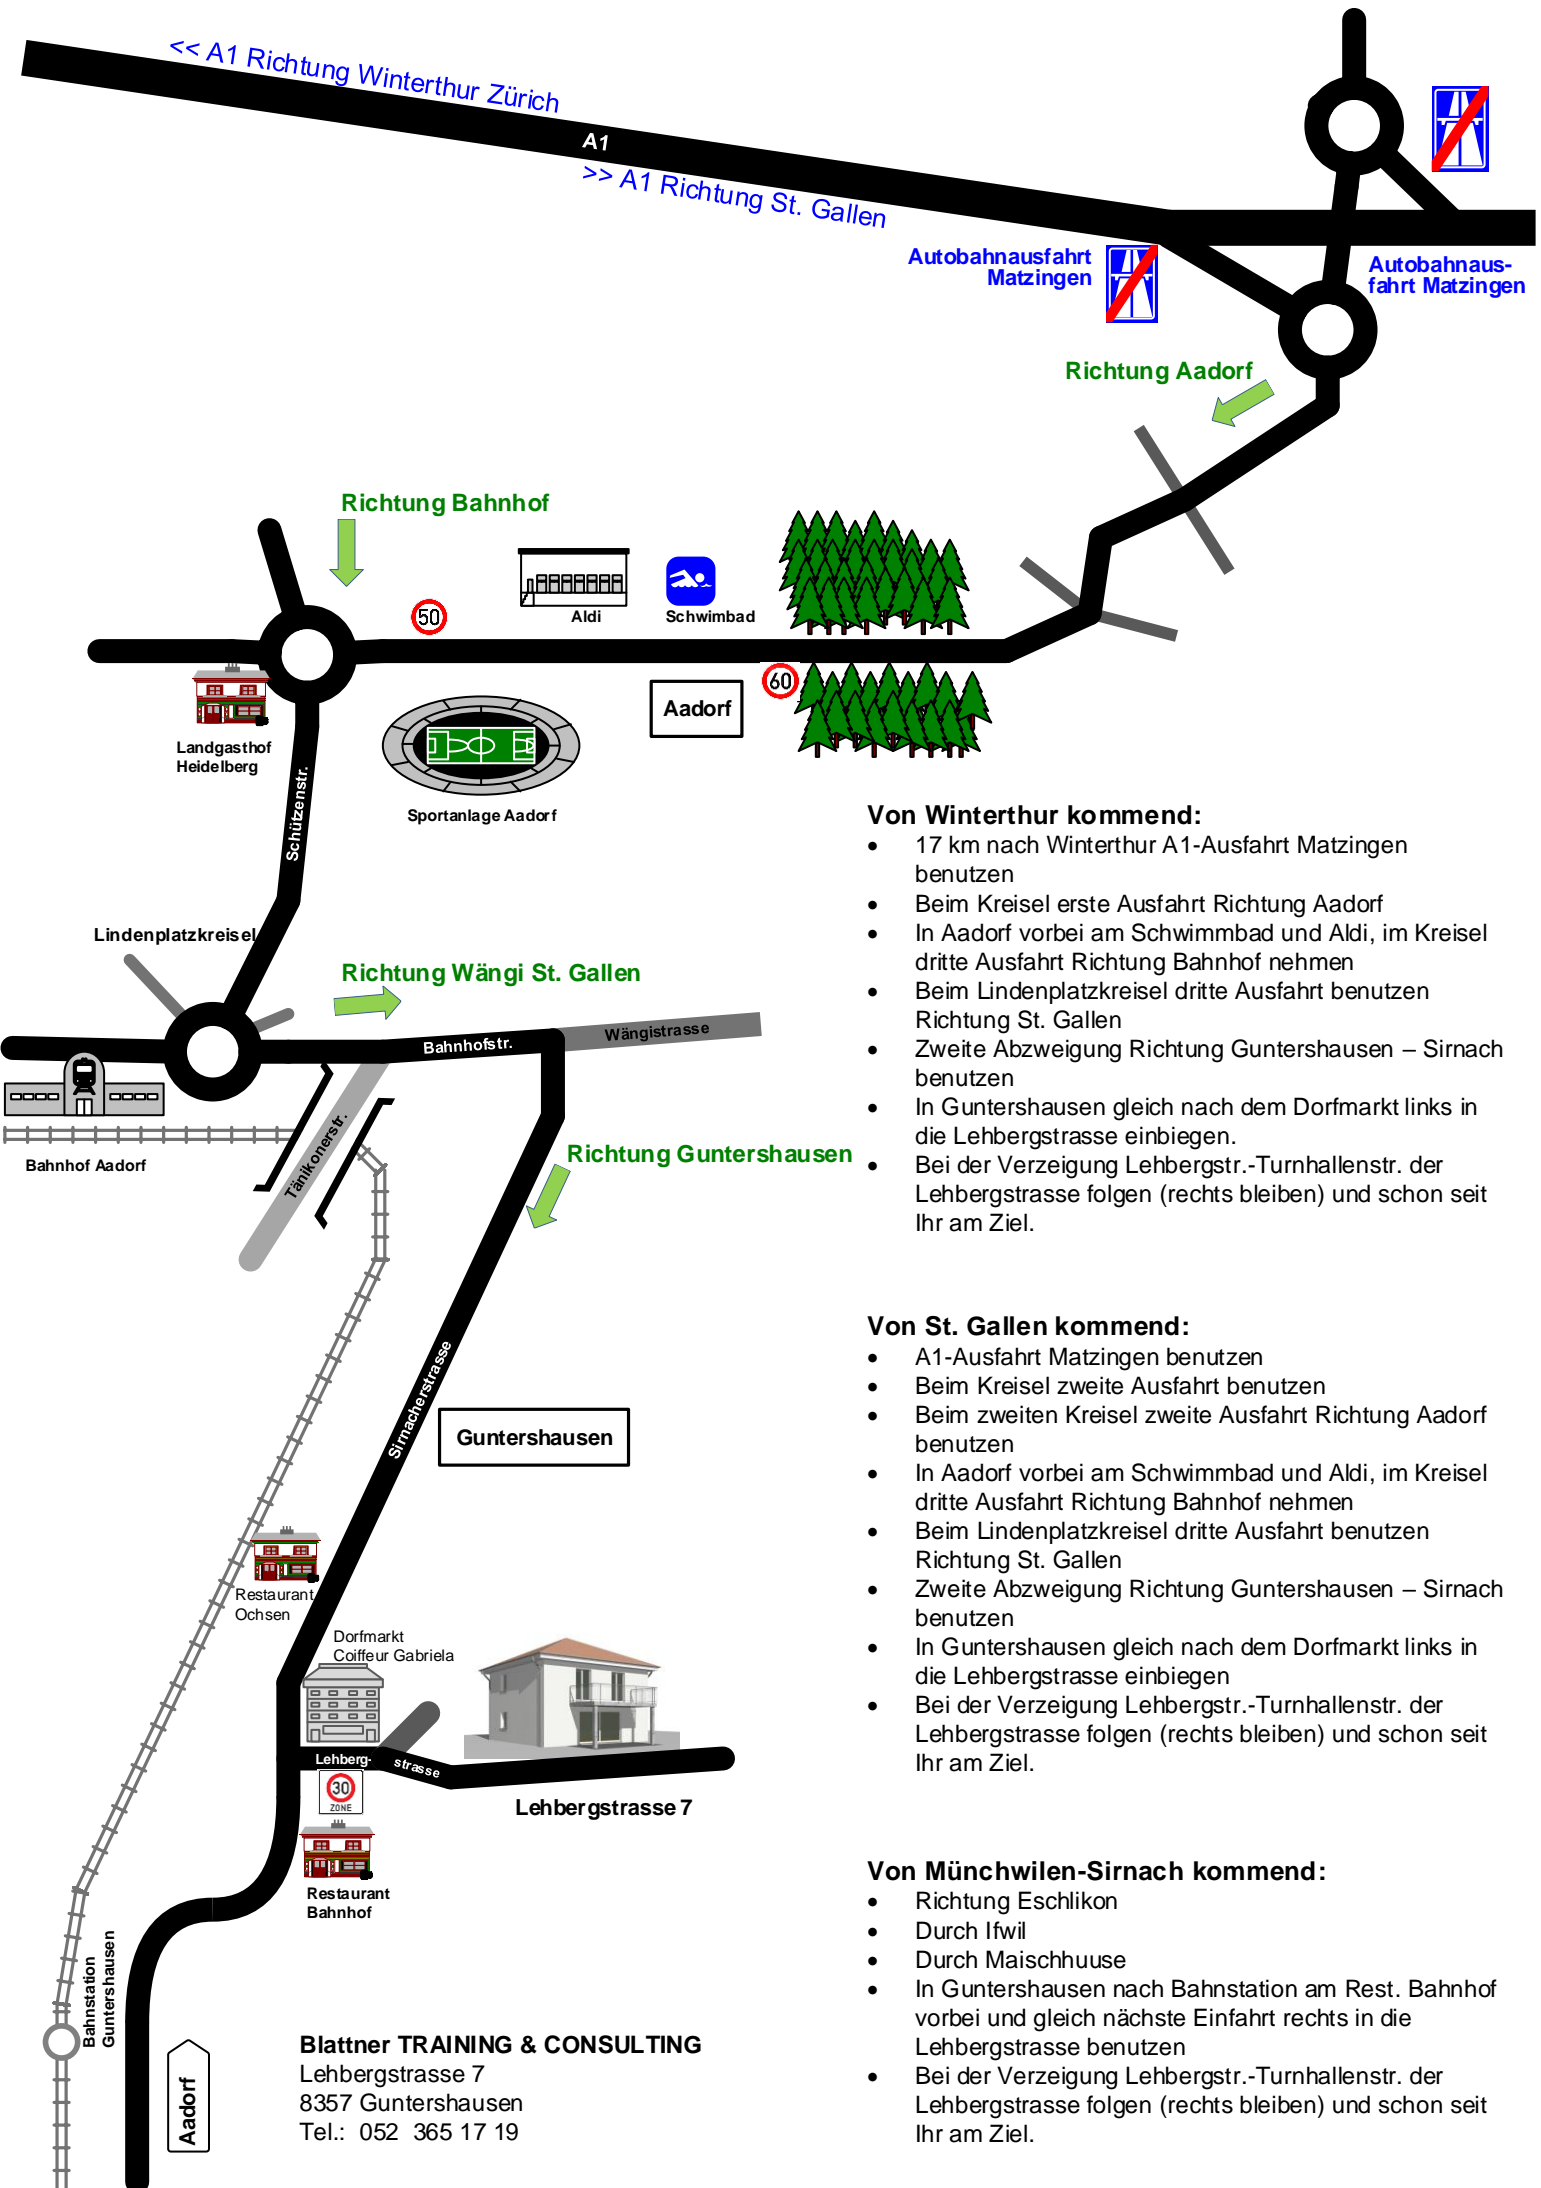 << A1 Richtung Winterthur Zürich
A1
>> A1 Richtung St. Gallen
Autobahnausfahrt
Matzingen
Autobahnaus-
fahrt Matzingen
Richtung Aadorf
Richtung Bahnhof
50
Aldi
Schwimbad
60
Aadorf
Landgasthof
Heidelberg
Schützenstr.
Sportanlage Aadorf
Lindenplatzkreisel
Richtung Wängi St. Gallen
Bahnhofstr.
Wängistrasse
Bahnhof Aadorf
Tänikonerstr.
Richtung Guntershausen
Sirnacherstrasse
Guntershausen
Restaurant
Ochsen
Dorfmarkt
Coiffeur Gabriela
Lehberg-
strasse
30
ZONE
Lehbergstrasse 7
Restaurant
Bahnhof
Bahnstation
Guntershausen
Aadorf
Blattner TRAINING & CONSULTING
Lehbergstrasse 7
8357 Guntershausen
Tel.: 052 365 17 19
Von Winterthur kommend:
• 17 km nach Winterthur A1-Ausfahrt Matzingen
benutzen
• Beim Kreisel erste Ausfahrt Richtung Aadorf
• In Aadorf vorbei am Schwimmbad und Aldi, im Kreisel
dritte Ausfahrt Richtung Bahnhof nehmen
• Beim Lindenplatzkreisel dritte Ausfahrt benutzen
Richtung St. Gallen
• Zweite Abzweigung Richtung Guntershausen – Sirnach
benutzen
• In Guntershausen gleich nach dem Dorfmarkt links in
die Lehbergstrasse einbiegen.
• Bei der Verzeigung Lehbergstr.-Turnhallenstr. der
Lehbergstrasse folgen (rechts bleiben) und schon seit
Ihr am Ziel.
Von St. Gallen kommend:
• A1-Ausfahrt Matzingen benutzen
• Beim Kreisel zweite Ausfahrt benutzen
• Beim zweiten Kreisel zweite Ausfahrt Richtung Aadorf
benutzen
• In Aadorf vorbei am Schwimmbad und Aldi, im Kreisel
dritte Ausfahrt Richtung Bahnhof nehmen
• Beim Lindenplatzkreisel dritte Ausfahrt benutzen
Richtung St. Gallen
• Zweite Abzweigung Richtung Guntershausen – Sirnach
benutzen
• In Guntershausen gleich nach dem Dorfmarkt links in
die Lehbergstrasse einbiegen
• Bei der Verzeigung Lehbergstr.-Turnhallenstr. der
Lehbergstrasse folgen (rechts bleiben) und schon seit
Ihr am Ziel.
Von Münchwilen-Sirnach kommend:
• Richtung Eschlikon
• Durch Ifwil
• Durch Maischhuuse
• In Guntershausen nach Bahnstation am Rest. Bahnhof
vorbei und gleich nächste Einfahrt rechts in die
Lehbergstrasse benutzen
• Bei der Verzeigung Lehbergstr.-Turnhallenstr. der
Lehbergstrasse folgen (rechts bleiben) und schon seit
Ihr am Ziel.